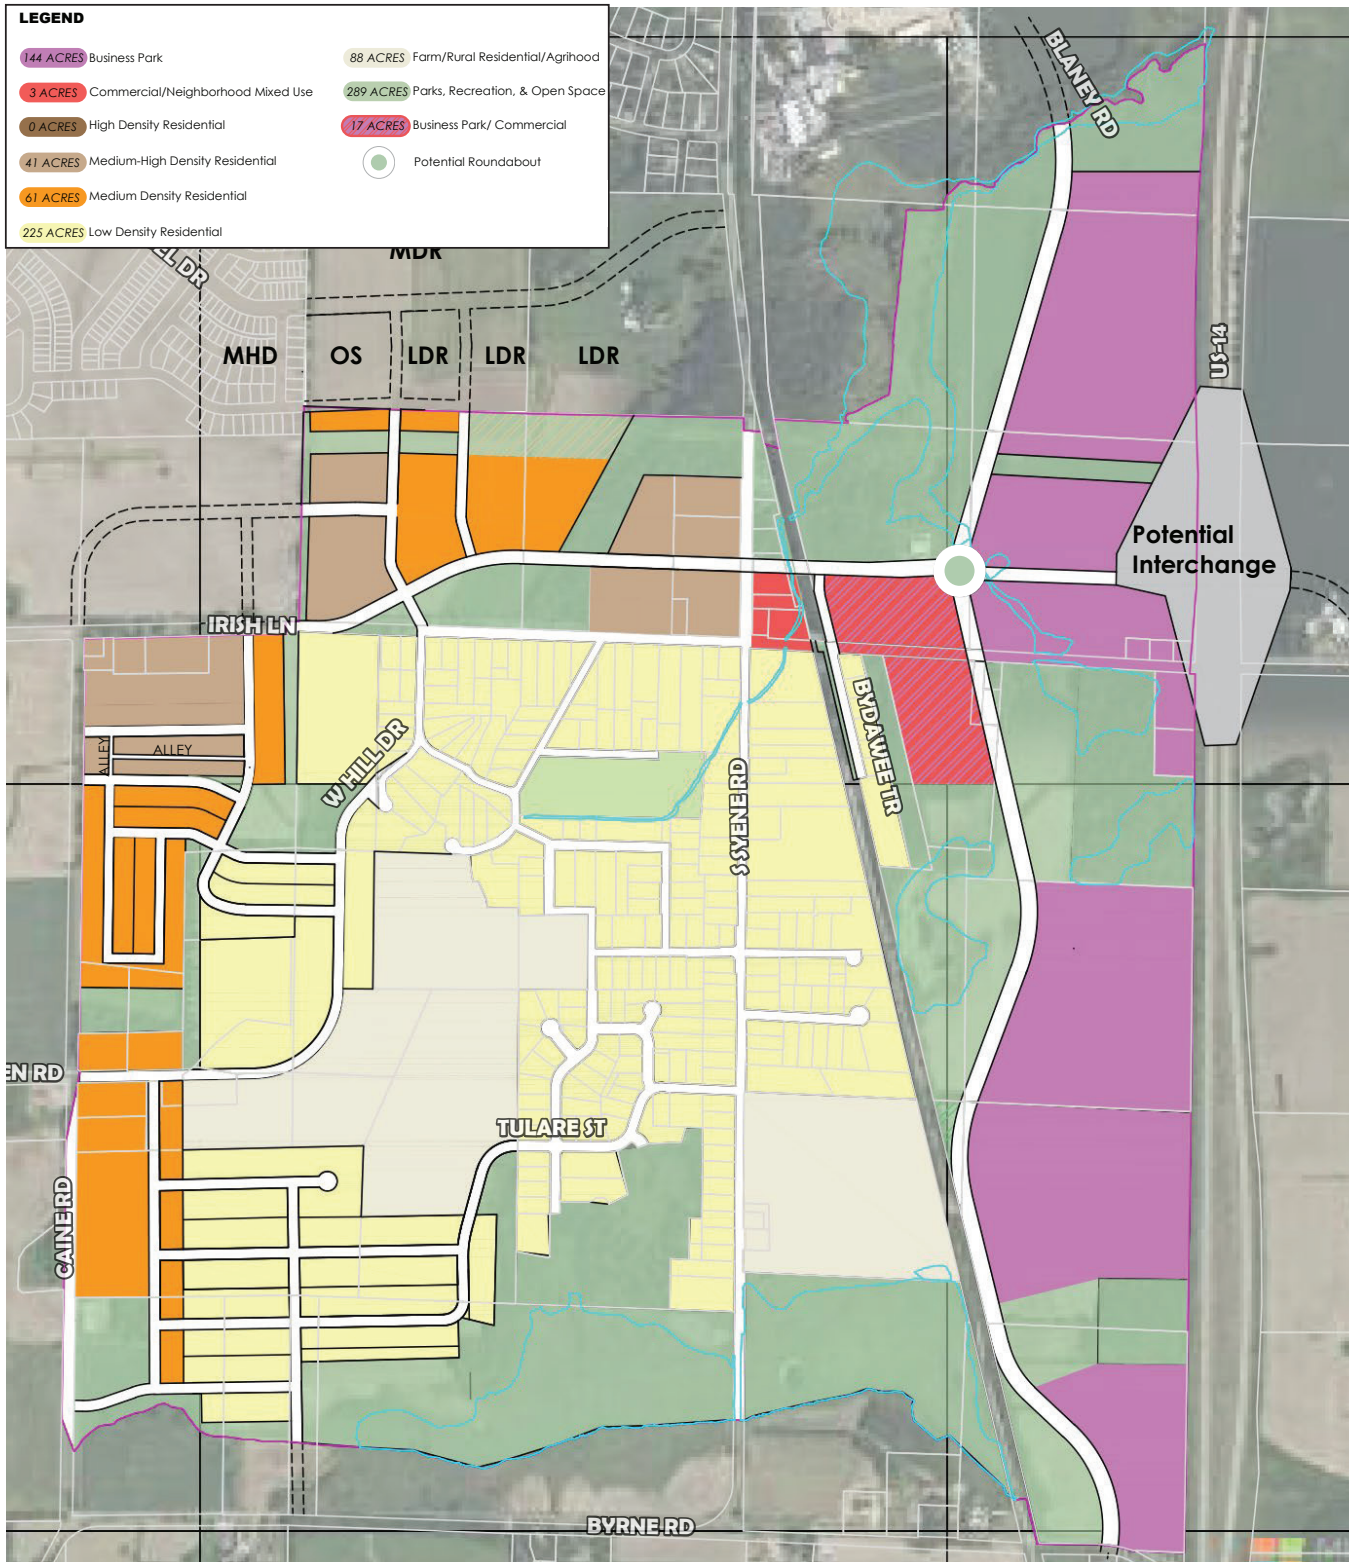 LEGEND
144 ACRES Business Park
3 ACRES Commercial/Neighborhood Mixed Use
0 ACRES High Density Residential
41 ACRES Medium-High Density Residential
61 ACRES Medium Density Residential
225 ACRES Low Density Residential
88 ACRES Farm/Rural Residential/Agrihood
289 ACRES Parks, Recreation, & Open Space
17 ACRES Business Park/ Commercial
Potential Roundabout
BLANEY RD
EL DR
MDR
MHD
OS
LDR
LDR
LDR
US-14
Potential
Interchange
IRISH LN
ALLEY
ALLEY
W HILL DR
BYDAWEE TR
S SYENE RD
EN RD
TULARE ST
CAINE RD
BYRNE RD